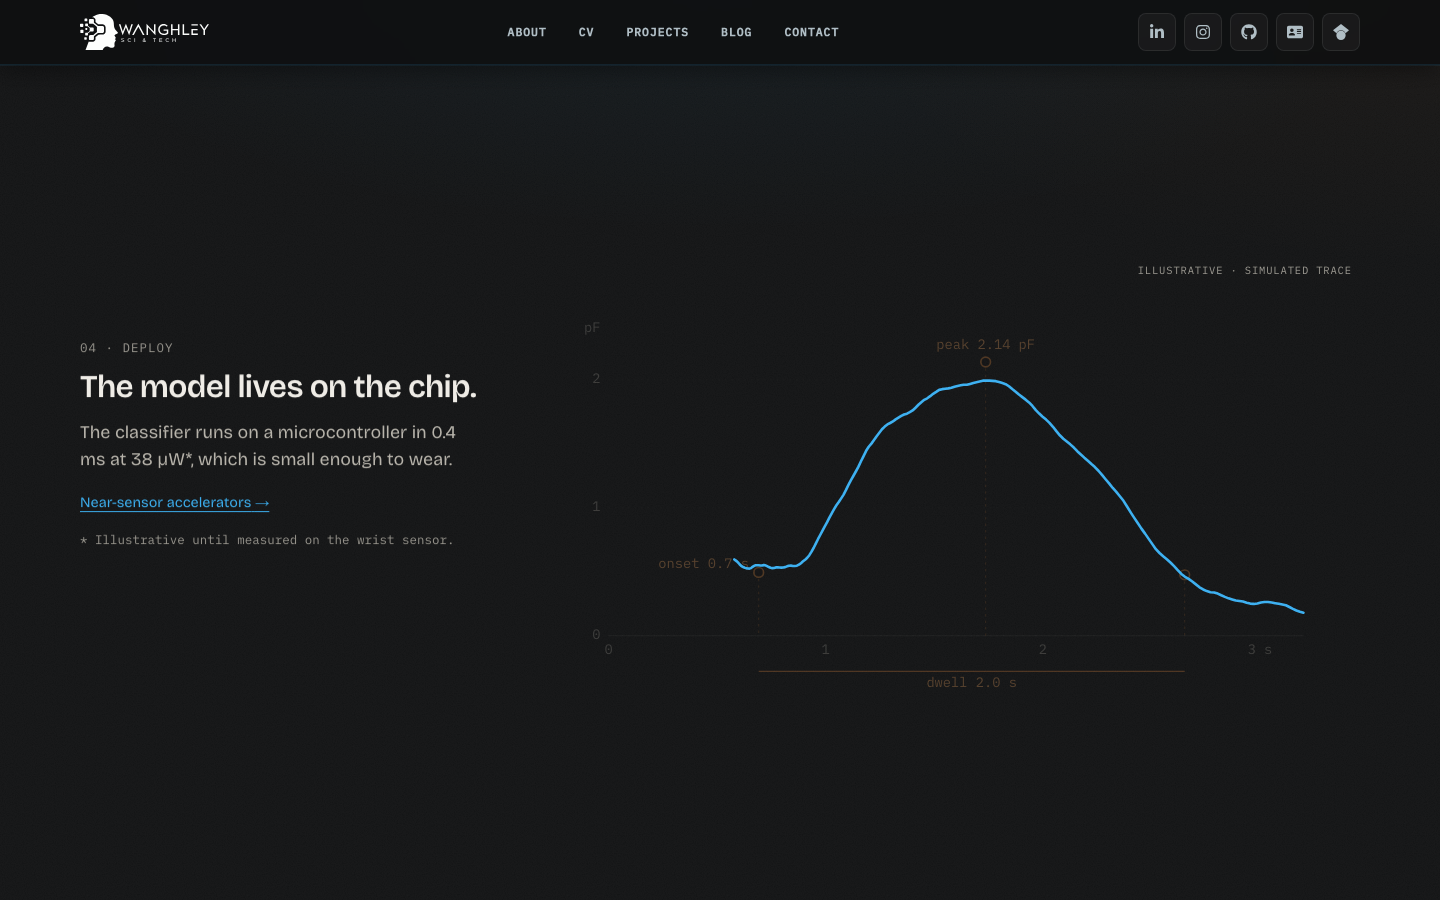 WANGHLEY
SCI & TECH
ABOUT CV PROJECTS BLOG CONTACT
ILLUSTRATIVE · SIMULATED TRACE
04 · DEPLOY
The model lives on the chip.
The classifier runs on a microcontroller in 0.4
ms at 38 µW*, which is small enough to wear.
Near-sensor accelerators →
* Illustrative until measured on the wrist sensor.
pF
peak 2.14 pF
2
1
onset 0.7 s
0
0 1 2 3 s
dwell 2.0 s